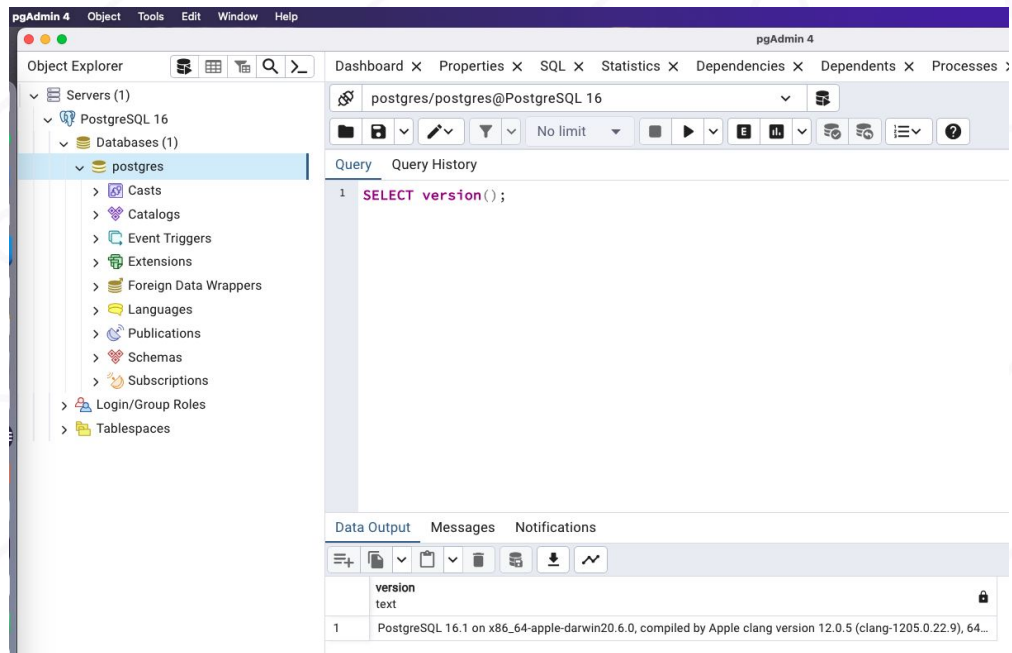 pgAdmin 4 Object Tools Edit Window Help
pgAdmin 4
Object Explorer
Servers (1)
PostgreSQL 16
Databases (1)
postgres
Casts
Catalogs
Event Triggers
Extensions
Foreign Data Wrappers
Languages
Publications
Schemas
Subscriptions
Login/Group Roles
Tablespaces
Dashboard Properties SQL Statistics Dependencies Dependents Processes
postgres/postgres@PostgreSQL 16
No limit E
Query Query History
1 SELECT version();
Data Output Messages Notifications
version
text
1 PostgreSQL 16.1 on x86_64-apple-darwin20.6.0, compiled by Apple clang version 12.0.5 (clang-1205.0.22.9), 64...